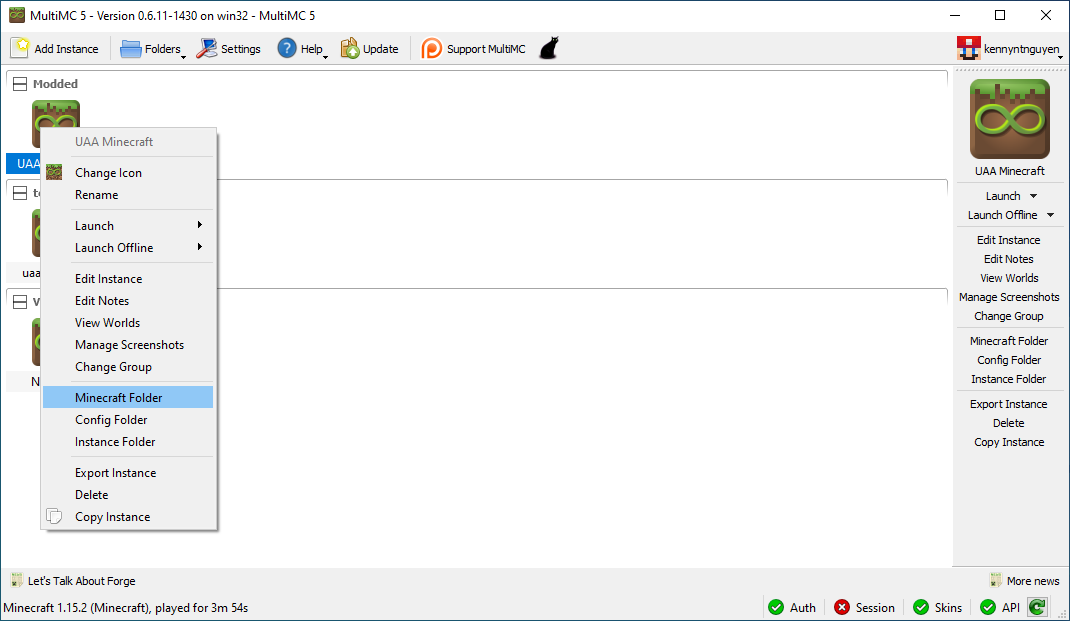 MultiMC 5 - Version 0.6.11-1430 on win32 - MultiMC 5
Add Instance Folders Settings Help Update Support MultiMC kennyntnguyen
Modded
UAA
UAA Minecraft
Change Icon
Rename
Launch
Launch Offline
Edit Instance
Edit Notes
View Worlds
Manage Screenshots
Change Group
Minecraft Folder
Config Folder
Instance Folder
Export Instance
Delete
Copy Instance
uaa
V
N
UAA Minecraft
Launch
Launch Offline
Edit Instance
Edit Notes
View Worlds
Manage Screenshots
Change Group
Minecraft Folder
Config Folder
Instance Folder
Export Instance
Delete
Copy Instance
Let's Talk About Forge More news
Minecraft 1.15.2 (Minecraft), played for 3m 54s Auth Session Skins API